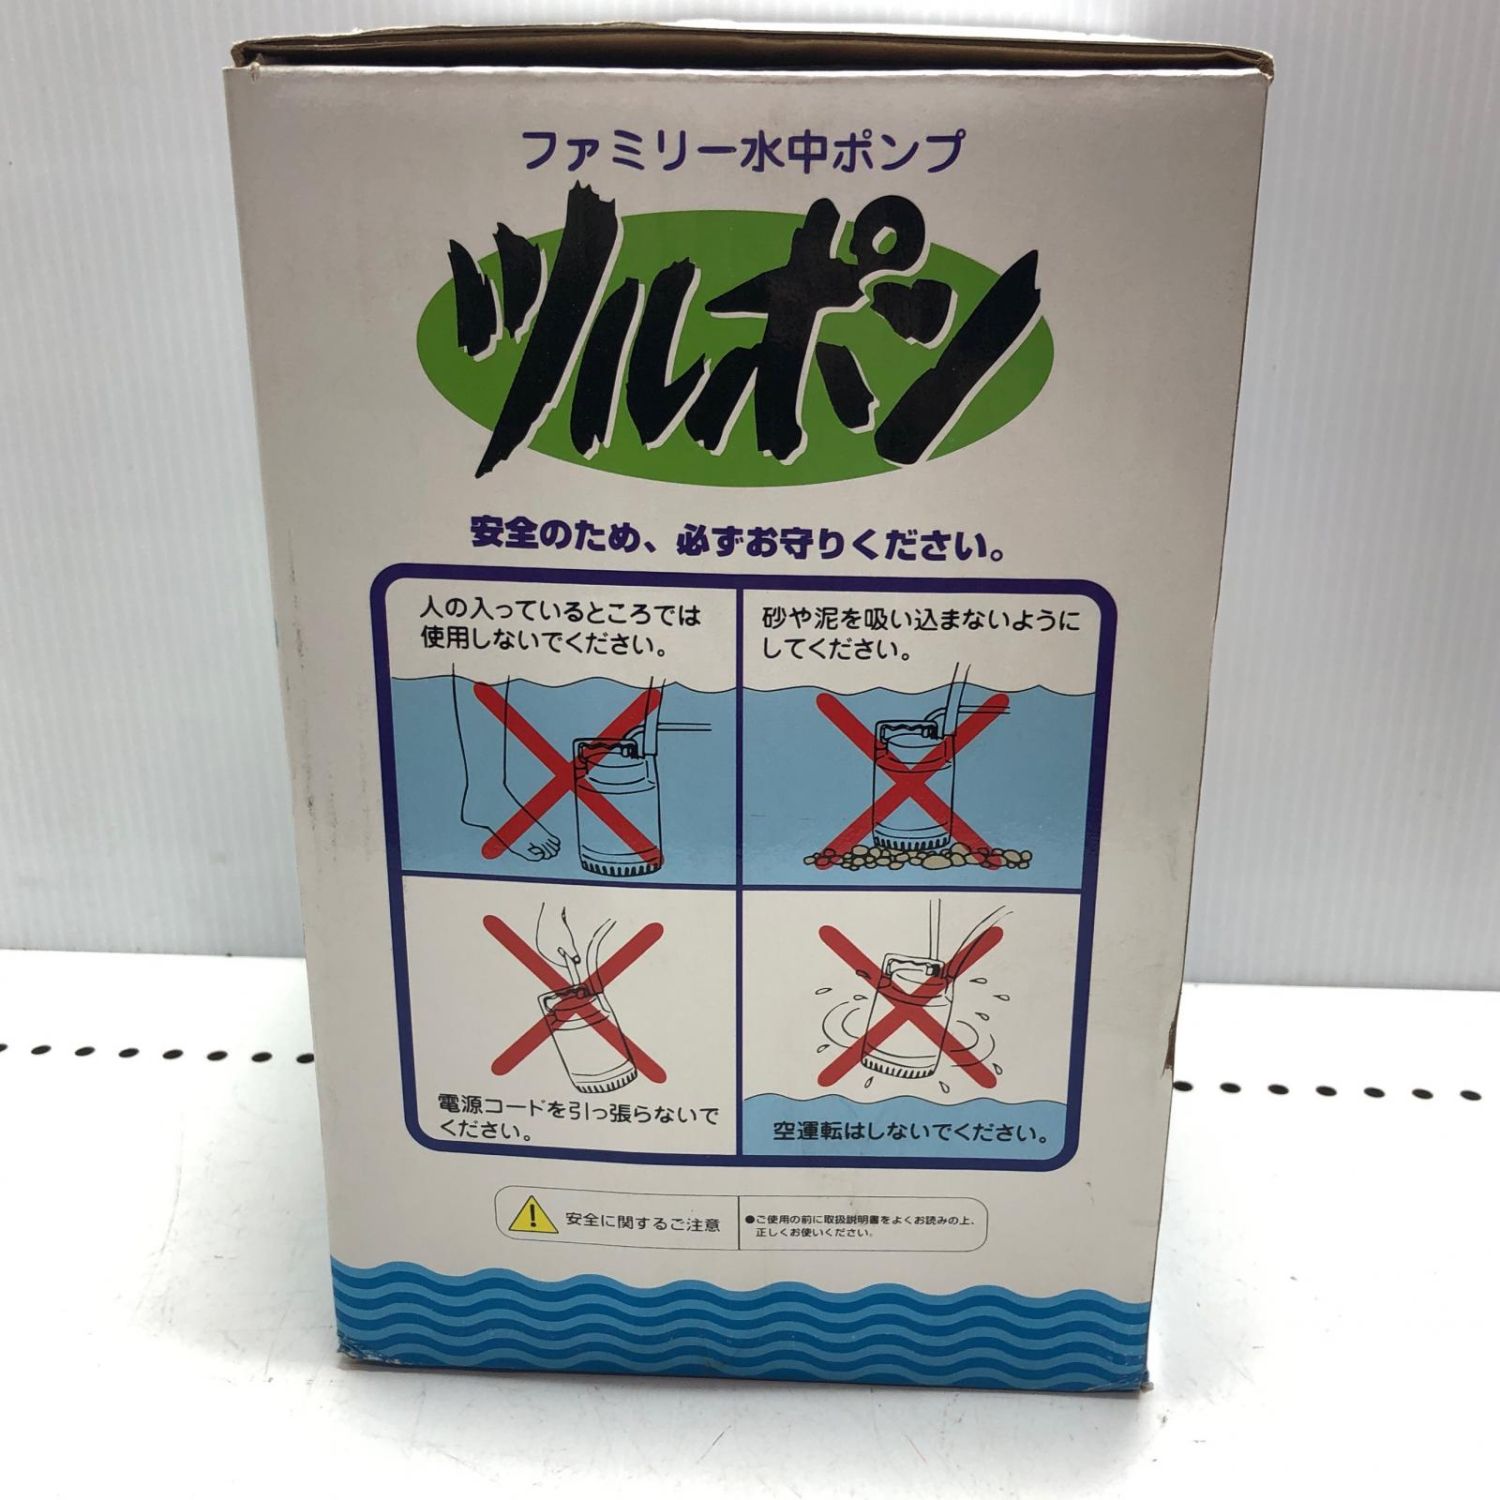 ファミリー水中ポンプ
ツルポン
安全のため、必ずお守りください。
人の入っているところでは
使用しないでください。
砂や泥を吸い込まないように
してください。
電源コードを引っ張らないで
ください。
空運転はしないでください。
安全に関するご注意
●ご使用の前に取扱説明書をよくお読みの上、
正しくお使いください。